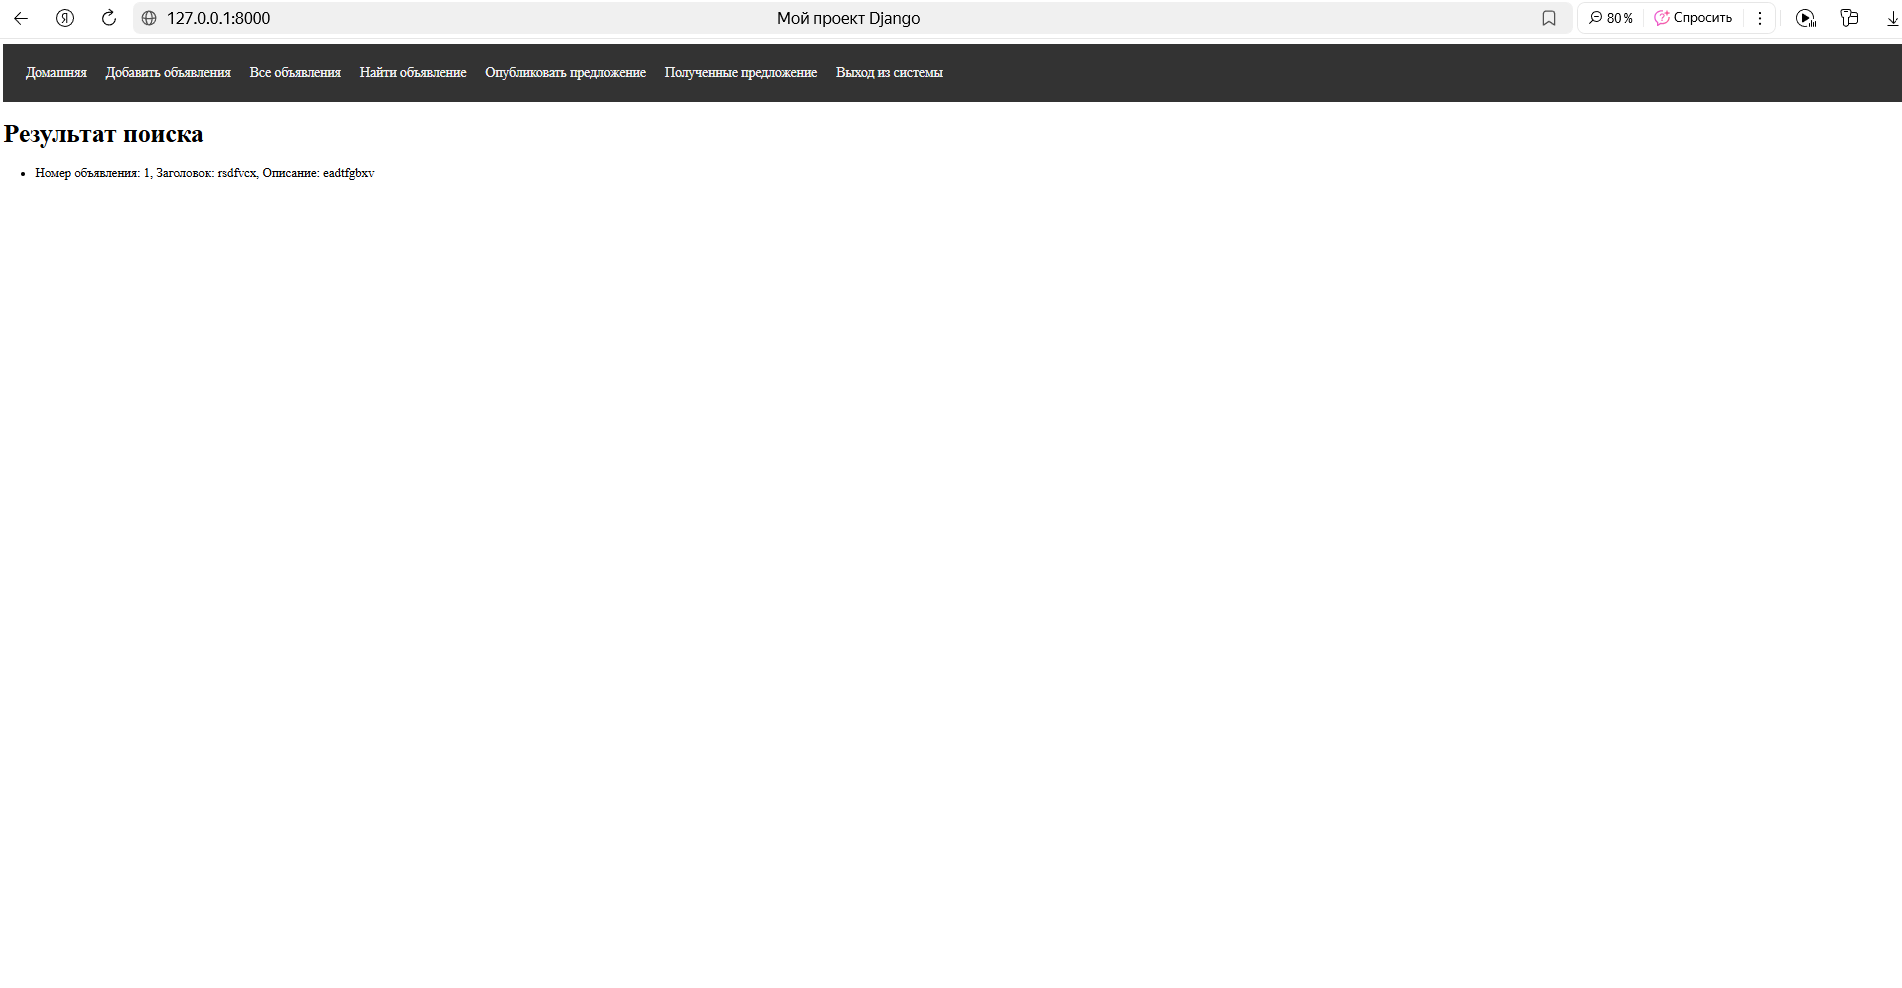 Я 127.0.0.1:8000 Мой проект Django 80 % Спросить
Домашняя Добавить объявления Все объявления Найти объявление Опубликовать предложение Полученные предложение Выход из системы
Результат поиска
• Номер объявления: 1, Заголовок: rsdfvcx, Описание: eadtfgbxv